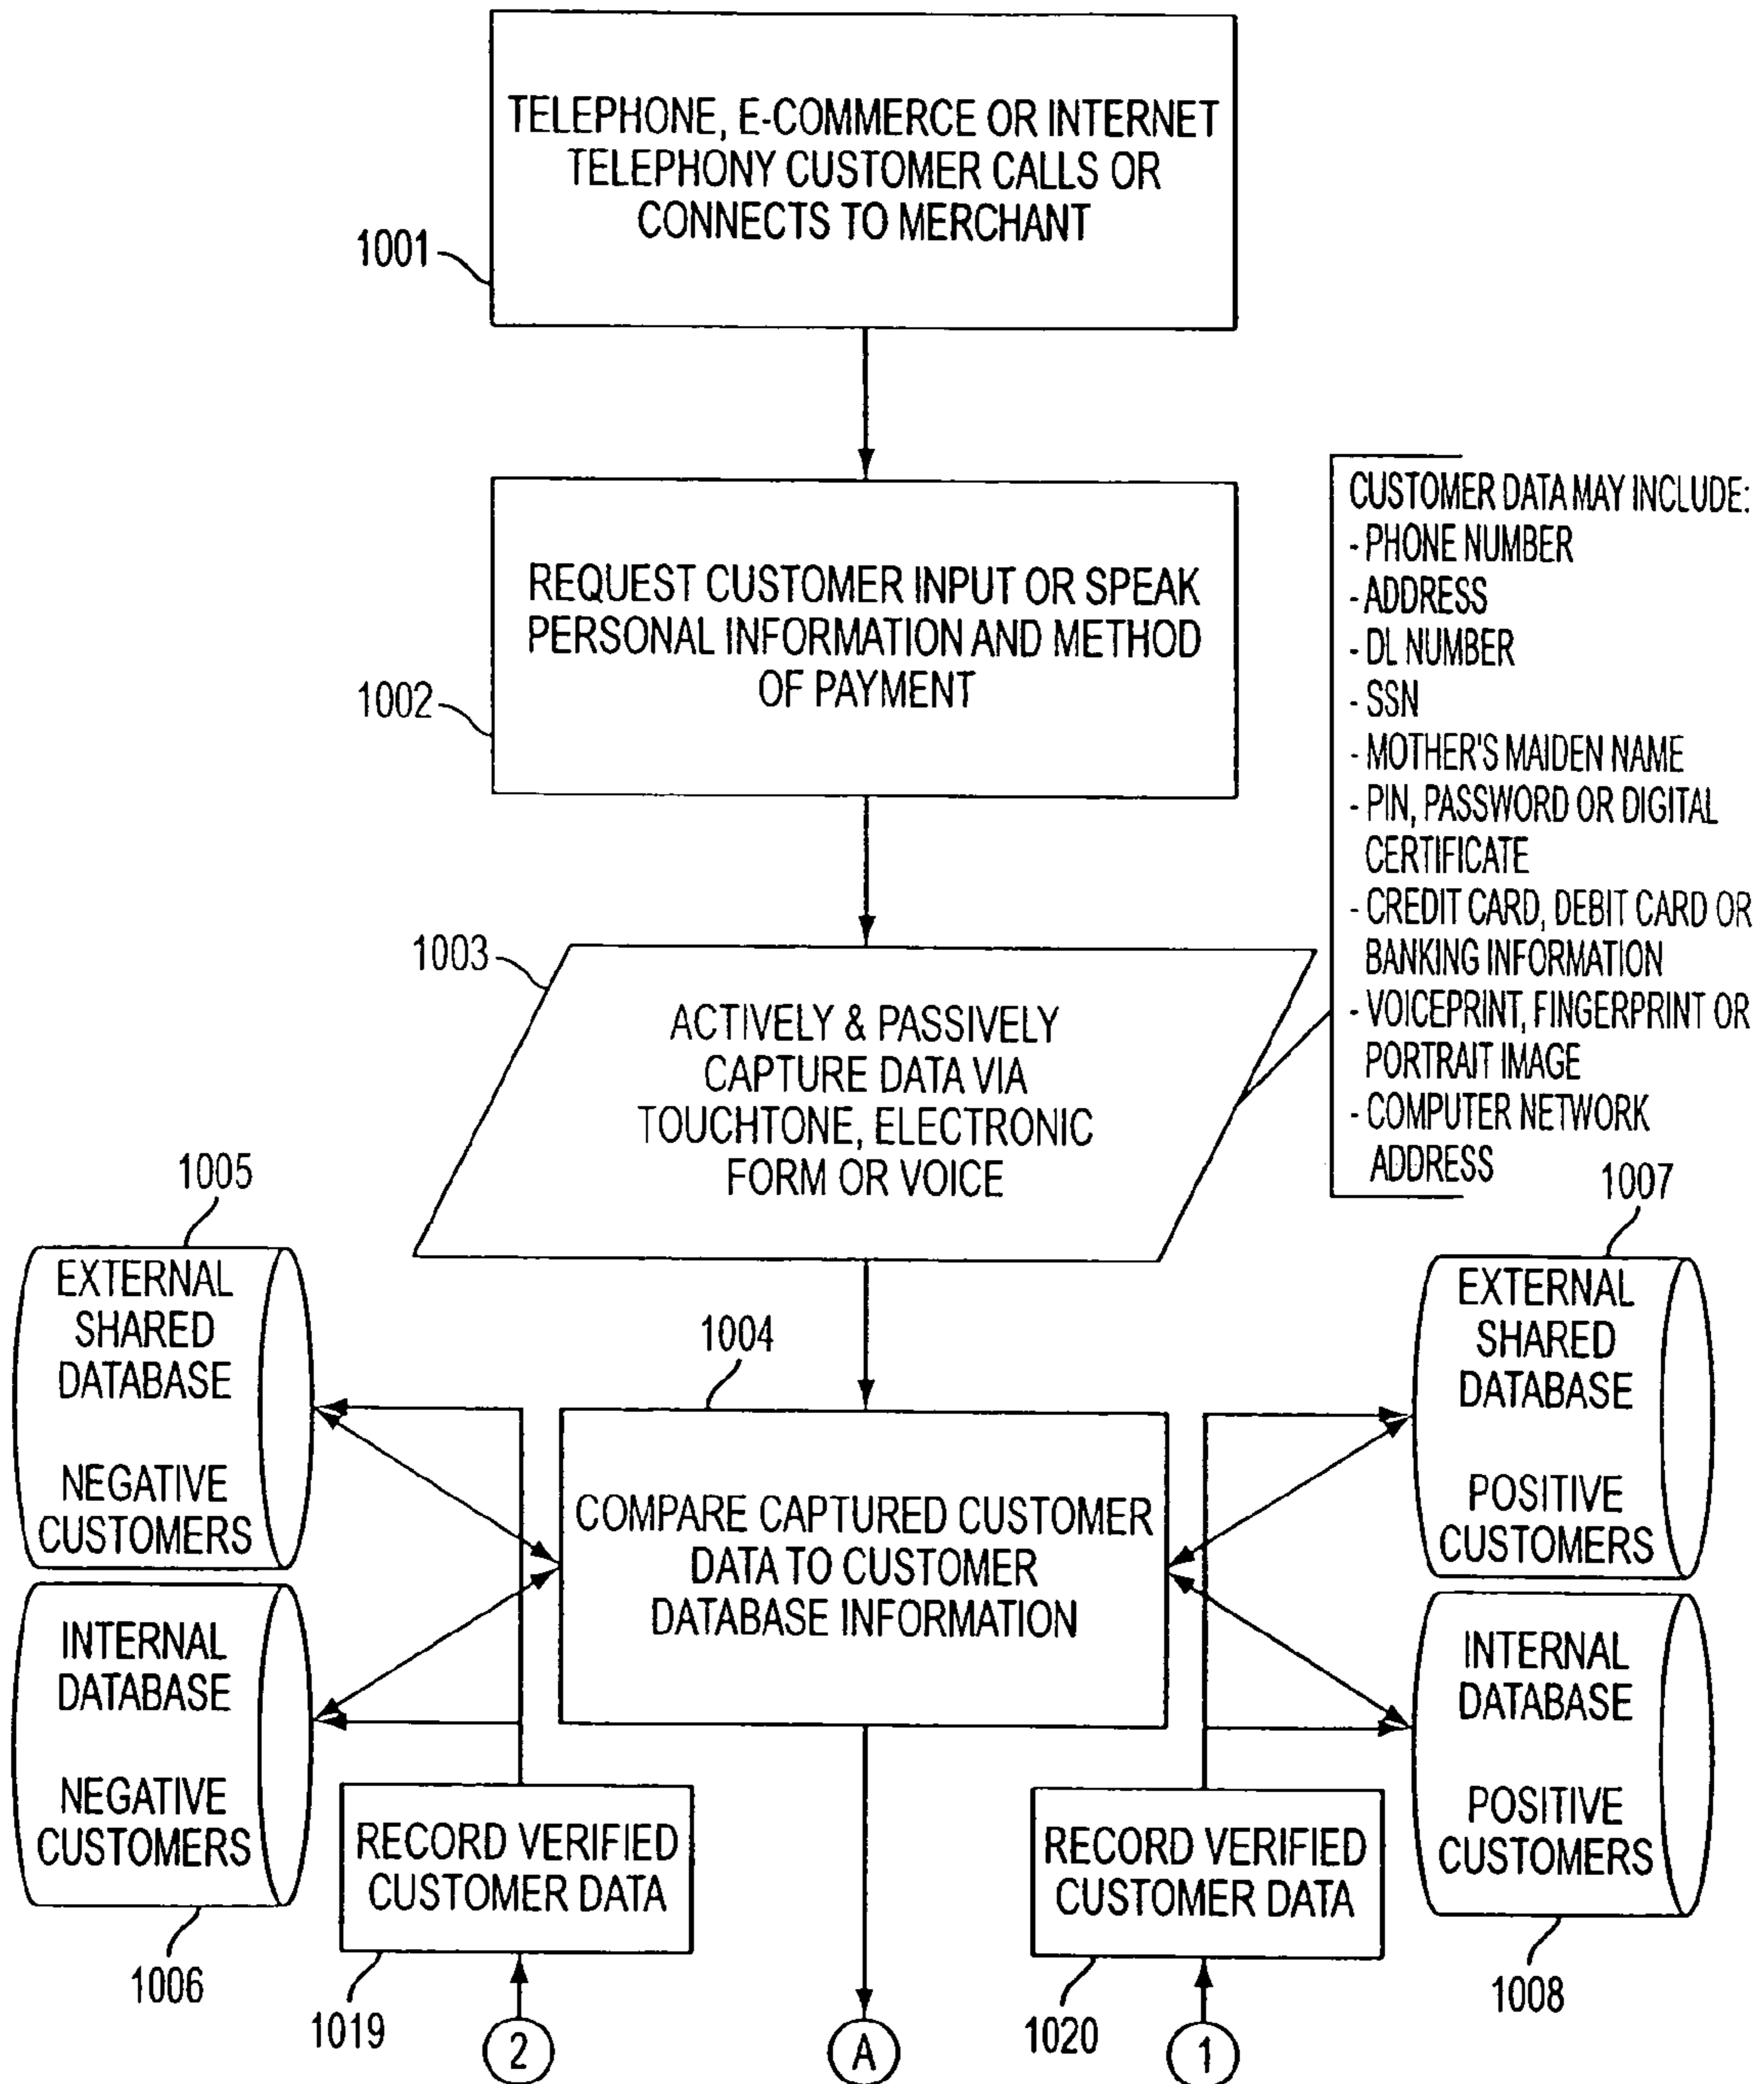 TELEPHONE, E-COMMERCE OR INTERNET
TELEPHONY CUSTOMER CALLS OR
CONNECTS TO MERCHANT
1001
REQUEST CUSTOMER INPUT OR SPEAK
PERSONAL INFORMATION AND METHOD
OF PAYMENT
1002
CUSTOMER DATA MAY INCLUDE:
- PHONE NUMBER
- ADDRESS
- DL NUMBER
- SSN
- MOTHER'S MAIDEN NAME
- PIN, PASSWORD OR DIGITAL
CERTIFICATE
- CREDIT CARD, DEBIT CARD OR
BANKING INFORMATION
- VOICEPRINT, FINGERPRINT OR
PORTRAIT IMAGE
- COMPUTER NETWORK
ADDRESS
1003
ACTIVELY & PASSIVELY
CAPTURE DATA VIA
TOUCHTONE, ELECTRONIC
FORM OR VOICE
1005
EXTERNAL
SHARED
DATABASE
NEGATIVE
CUSTOMERS
1004
COMPARE CAPTURED CUSTOMER
DATA TO CUSTOMER
DATABASE INFORMATION
1007
EXTERNAL
SHARED
DATABASE
POSITIVE
CUSTOMERS
INTERNAL
DATABASE
NEGATIVE
CUSTOMERS
1006
RECORD VERIFIED
CUSTOMER DATA
1019
2
A
RECORD VERIFIED
CUSTOMER DATA
1020
1
INTERNAL
DATABASE
POSITIVE
CUSTOMERS
1008